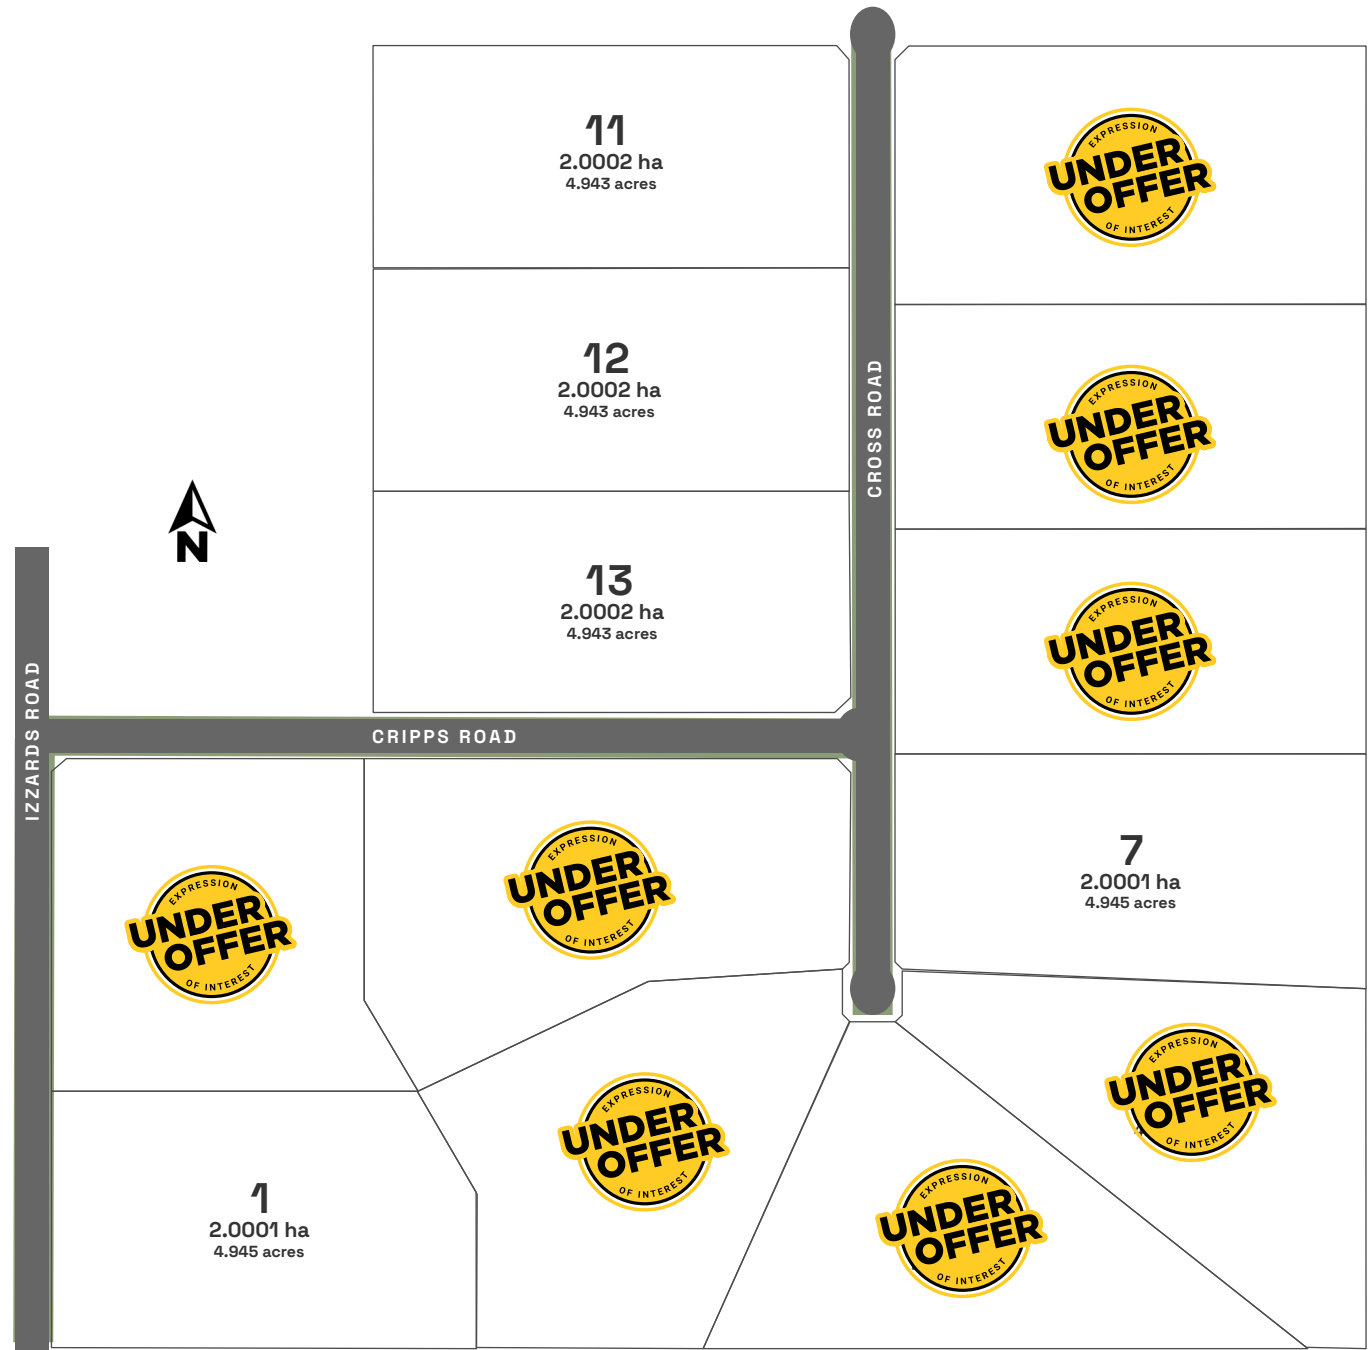 11
2.0002 ha
4.943 acres
EXPRESSION
UNDER
OFFER
OF INTEREST
12
2.0002 ha
4.943 acres
CROSS ROAD
EXPRESSION
UNDER
OFFER
OF INTEREST
N
13
2.0002 ha
4.943 acres
EXPRESSION
UNDER
OFFER
OF INTEREST
IZZARDS ROAD
CRIPPS ROAD
EXPRESSION
UNDER
OFFER
OF INTEREST
EXPRESSION
UNDER
OFFER
OF INTEREST
7
2.0001 ha
4.945 acres
EXPRESSION
UNDER
OFFER
OF INTEREST
EXPRESSION
UNDER
OFFER
OF INTEREST
1
2.0001 ha
4.945 acres
EXPRESSION
UNDER
OFFER
OF INTEREST